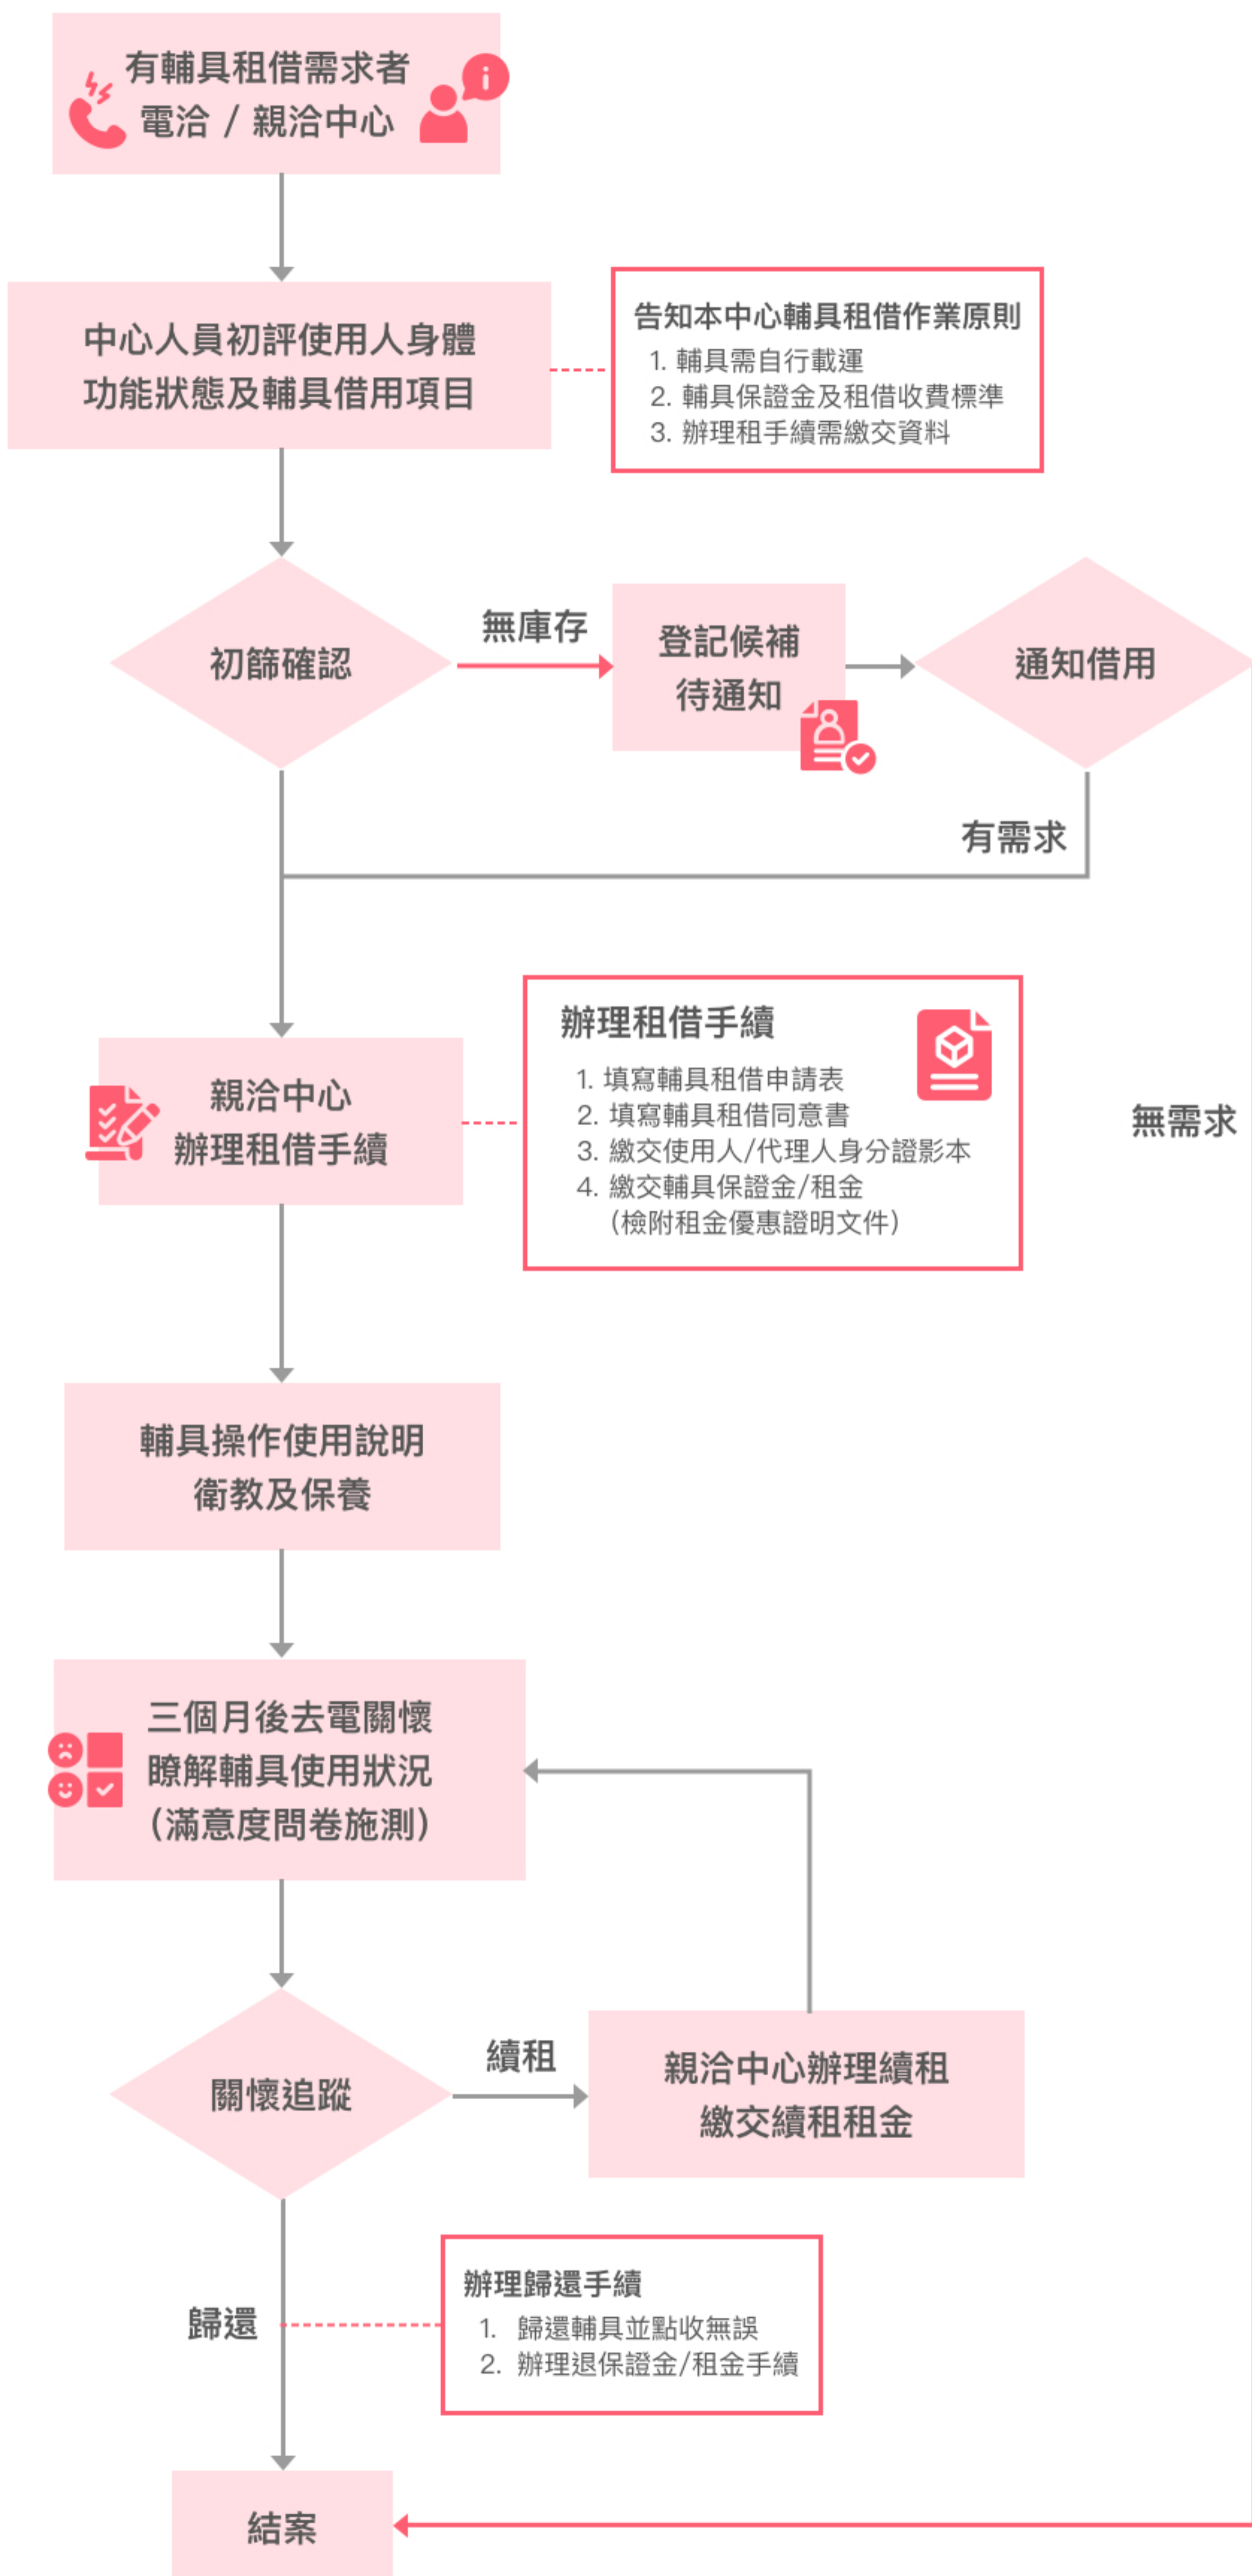 有輔具租借需求者
電洽 / 親洽中心
中心人員初評使用人身體
功能狀態及輔具借用項目
告知本中心輔具租借作業原則
1. 輔具需自行載運
2. 輔具保證金及租借收費標準
3. 辦理租手續需繳交資料
初篩確認
無庫存
登記候補
待通知
通知借用
有需求
無需求
親洽中心
辦理租借手續
辦理租借手續
1. 填寫輔具租借申請表
2. 填寫輔具租借同意書
3. 繳交使用人/代理人身分證影本
4. 繳交輔具保證金/租金
(檢附租金優惠證明文件)
輔具操作使用說明
衛教及保養
三個月後去電關懷
瞭解輔具使用狀況
(滿意度問卷施測)
關懷追蹤
續租
親洽中心辦理續租
繳交續租租金
歸還
辦理歸還手續
1. 歸還輔具並點收無誤
2. 辦理退保證金/租金手續
結案